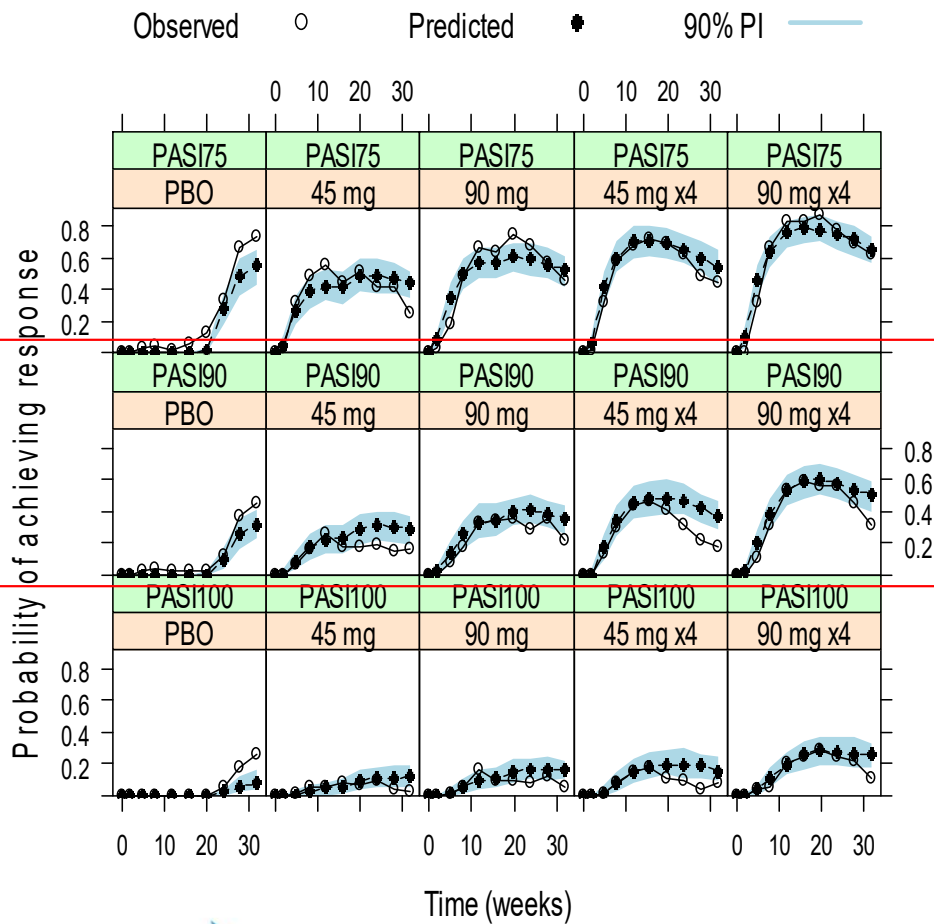 Observed Predicted 90% PI
0 10 20 30 0 10 20 30
PASI75 PASI75 PASI75 PASI75 PASI75
PBO 45 mg 90 mg 45 mg x4 90 mg x4
0.8
0.6
0.4
0.2
PASI90 PASI90 PASI90 PASI90 PASI90
PBO 45 mg 90 mg 45 mg x4 90 mg x4
0.8
0.6
0.4
0.2
PASI100 PASI100 PASI100 PASI100 PASI100
PBO 45 mg 90 mg 45 mg x4 90 mg x4
0.8
0.6
0.4
0.2
0 10 20 30 0 10 20 30 0 10 20 30
Probability of achieving response
Time (weeks)